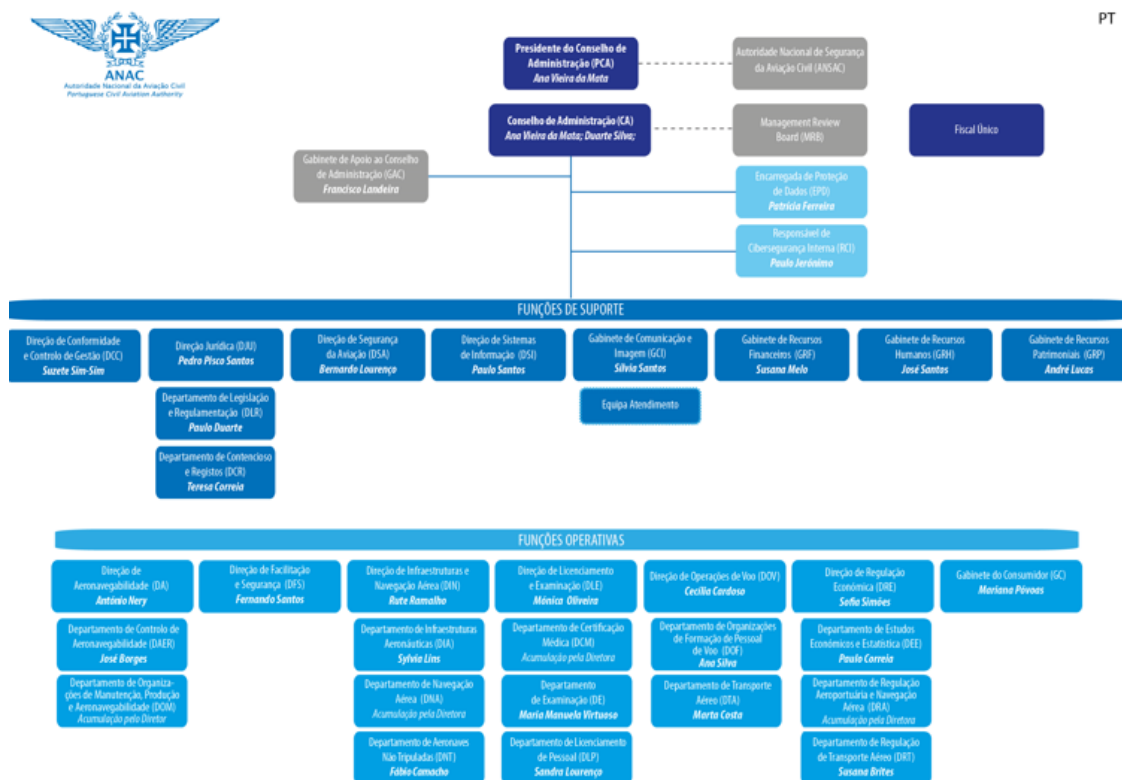 PT
ANAC
Autoridade Nacional da Aviação Civil
Portuguese Civil Aviation Authority
Presidente do Conselho de
Administração (PCA)
Ana Vieira da Mata
Autoridade Nacional de Segurança
da Aviação Civil (ANSAC)
Conselho de Administração (CA)
Ana Vieira da Mata; Duarte Silva;
Management Review
Board (MRB)
Fiscal Único
Gabinete de Apoio ao Conselho
de Administração (GAC)
Francisco Landeira
Encarregada de Proteção
de Dados (EPD)
Patrícia Ferreira
Responsável de
Cibersegurança Interna (RCI)
Paulo Jerónimo
FUNÇÕES DE SUPORTE
Direção de Conformidade
e Controlo de Gestão (DCC)
Suzete Sim-Sim
Direção Jurídica (DJU)
Pedro Pisco Santos
Direção de Segurança
da Aviação (DSA)
Bernardo Lourenço
Direção de Sistemas
de Informação (DSI)
Paulo Santos
Gabinete de Comunicação e
Imagem (GCI)
Sílvia Santos
Gabinete de Recursos
Financeiros (GRF)
Susana Melo
Gabinete de Recursos
Humanos (GRH)
José Santos
Gabinete de Recursos
Patrimoniais (GRP)
André Lucas
Departamento de Legislação
e Regulamentação (DLR)
Paulo Duarte
Equipa Atendimento
Departamento de Contencioso
e Registos (DCR)
Teresa Correia
FUNÇÕES OPERATIVAS
Direção de
Aeronavegabilidade (DA)
António Nery
Direção de Facilitação
e Segurança (DFS)
Fernando Santos
Direção de Infraestruturas e
Navegação Aérea (DIN)
Rute Ramalho
Direção de Licenciamento
e Examinação (DLE)
Mónica Oliveira
Direção de Operações de Voo (DOV)
Cecília Cardoso
Direção de Regulação
Económica (DRE)
Sofia Simões
Gabinete do Consumidor (GC)
Mariana Póvoas
Departamento de Controlo de
Aeronavegabilidade (DAER)
José Borges
Departamento de Infraestruturas
Aeronáuticas (DIA)
Sylvia Lins
Departamento de Certificação
Médica (DCM)
Acumulação pela Diretora
Departamento de Organizações
de Formação de Pessoal
de Voo (DOF)
Ana Silva
Departamento de Estudos
Económicos e Estatística (DEE)
Paulo Correia
Departamento de Organiza-
ções de Manutenção, Produção
e Aeronavegabilidade (DOM)
Acumulação pelo Diretor
Departamento de Navegação
Aérea (DNA)
Acumulação pela Diretora
Departamento
de Examinação (DE)
Maria Manuela Virtuoso
Departamento de Transporte
Aéreo (DTA)
Marta Costa
Departamento de Regulação
Aeroportuária e Navegação
Aérea (DRA)
Acumulação pela Diretora
Departamento de Aeronaves
Não Tripuladas (DNT)
Fábio Camacho
Departamento de Licenciamento
de Pessoal (DLP)
Sandra Lourenço
Departamento de Regulação
de Transporte Aéreo (DRT)
Susana Brites